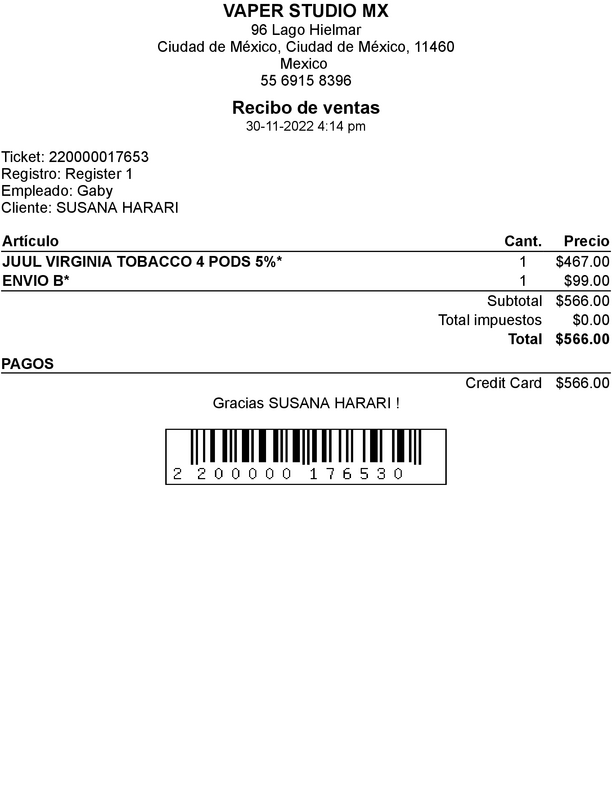 VAPER STUDIO MX
96 Lago Hielmar
Ciudad de México, Ciudad de México, 11460
Mexico
55 6915 8396
Recibo de ventas
30-11-2022 4:14 pm
Ticket: 220000017653
Registro: Register 1
Empleado: Gaby
Cliente: SUSANA HARARI
Artículo Cant. Precio
JUUL VIRGINIA TOBACCO 4 PODS 5%* 1 $467.00
ENVIO B* 1 $99.00
Subtotal $566.00
Total impuestos $0.00
Total $566.00
PAGOS
Credit Card $566.00
Gracias SUSANA HARARI !
2 200000 176530